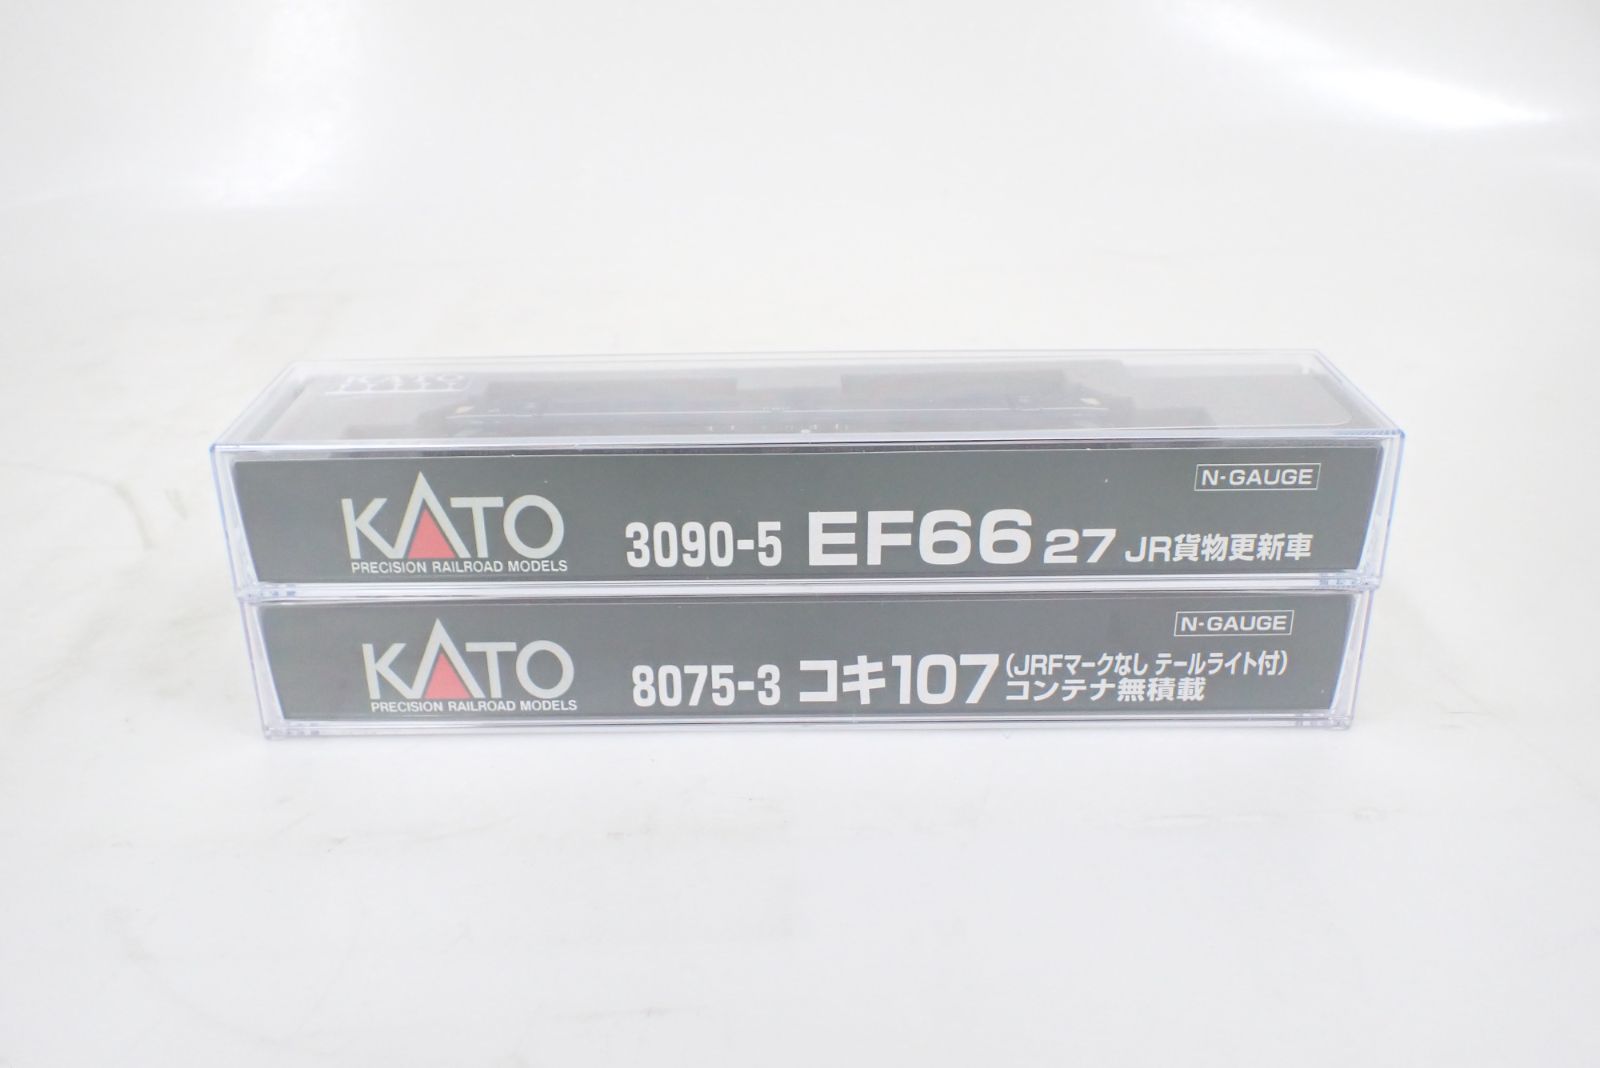 KATO
N-GAUGE
KATO
PRECISION RAILROAD MODELS
3090-5 EF66 27 JR貨物更新車
N-GAUGE
KATO
PRECISION RAILROAD MODELS
8075-3 コキ107 (JRFマークなし テールライト付)
コンテナ無積載